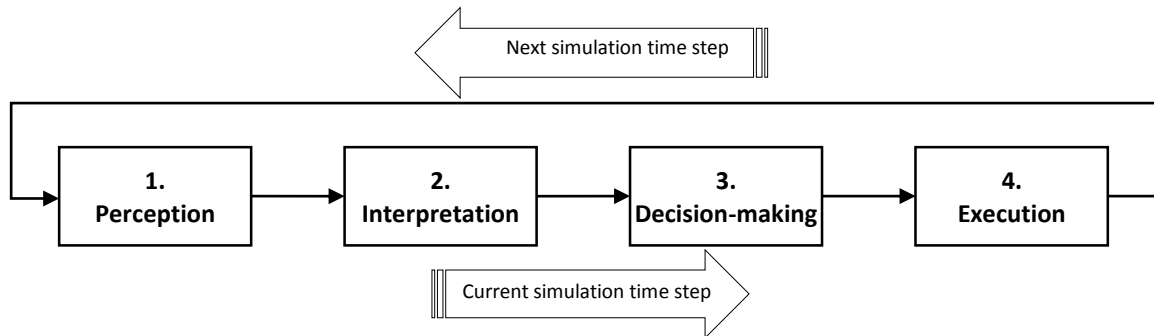 Next simulation time step
1.
Perception
2.
Interpretation
3.
Decision-making
4.
Execution
Current simulation time step